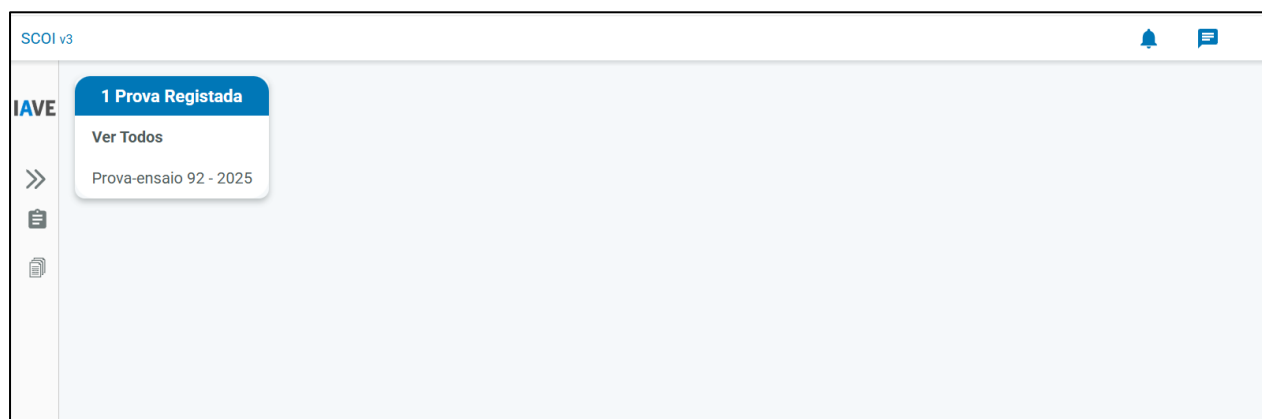 SCOI v3
IAVE
1 Prova Registada
Ver Todos
Prova-ensaio 92 - 2025